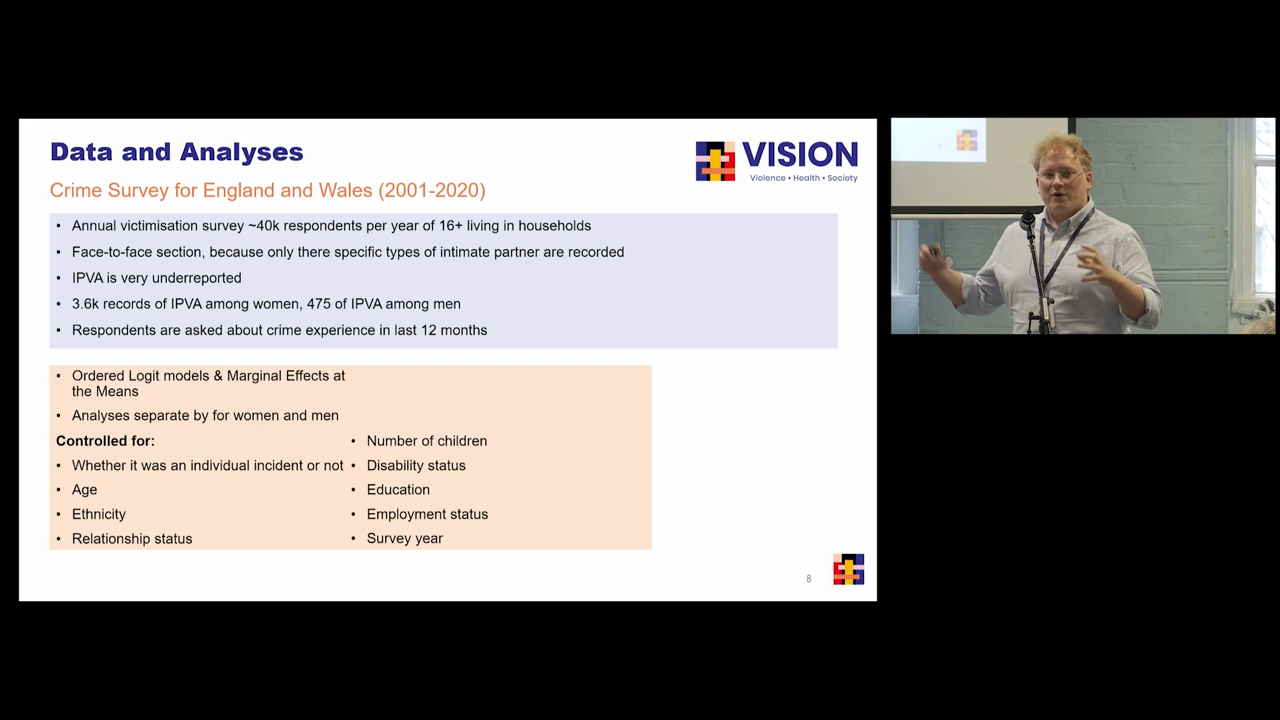 Data and Analyses
VISION
Violence • Health • Society
Crime Survey for England and Wales (2001-2020)
• Annual victimisation survey ~40k respondents per year of 16+ living in households
• Face-to-face section, because only there specific types of intimate partner are recorded
• IPVA is very underreported
• 3.6k records of IPVA among women, 475 of IPVA among men
• Respondents are asked about crime experience in last 12 months
• Ordered Logit models & Marginal Effects at
the Means
• Analyses separate by for women and men
Controlled for:
• Whether it was an individual incident or not
• Age
• Ethnicity
• Relationship status
• Number of children
• Disability status
• Education
• Employment status
• Survey year
8